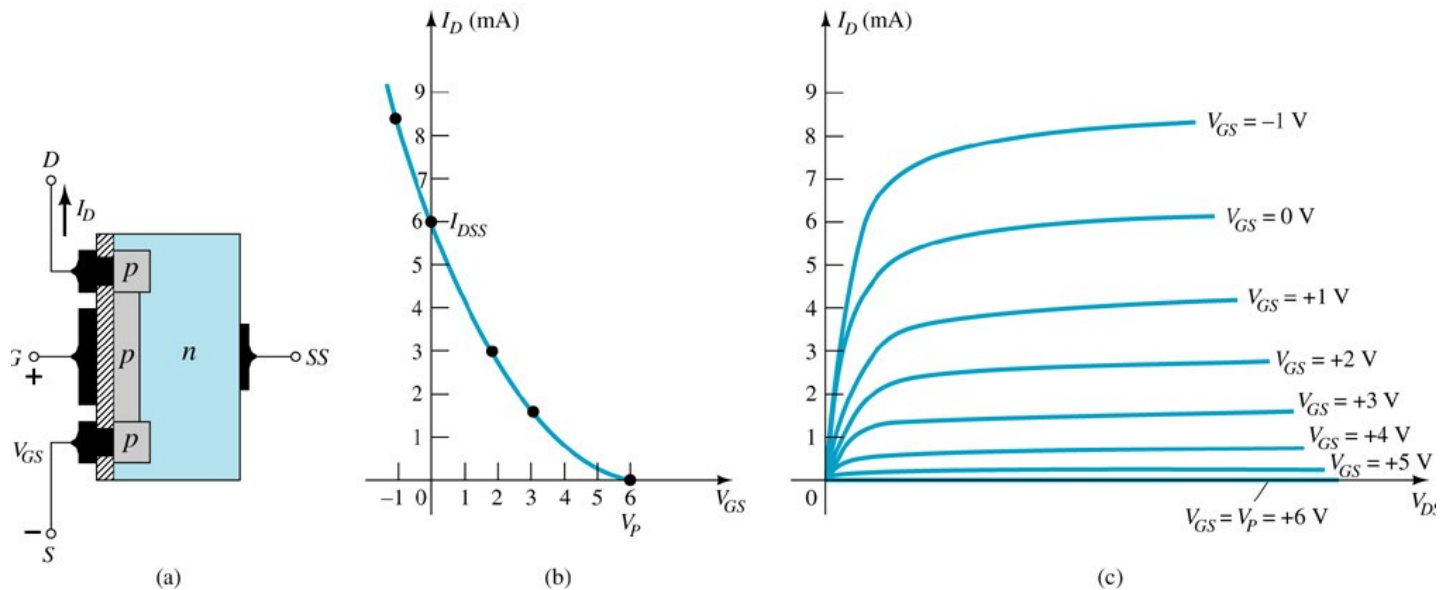 D
I_D
p
G
+
p
n
SS
p
V_GS
–
S
(a)
I_D (mA)
9
8
7
6
I_DSS
5
4
3
2
1
–1 0 1 2 3 4 5 6
V_GS
V_P
(b)
I_D (mA)
9
8
7
6
5
4
3
2
1
0
V_GS = –1 V
V_GS = 0 V
V_GS = +1 V
V_GS = +2 V
V_GS = +3 V
V_GS = +4 V
V_GS = +5 V
V_DS
V_GS = V_P = +6 V
(c)